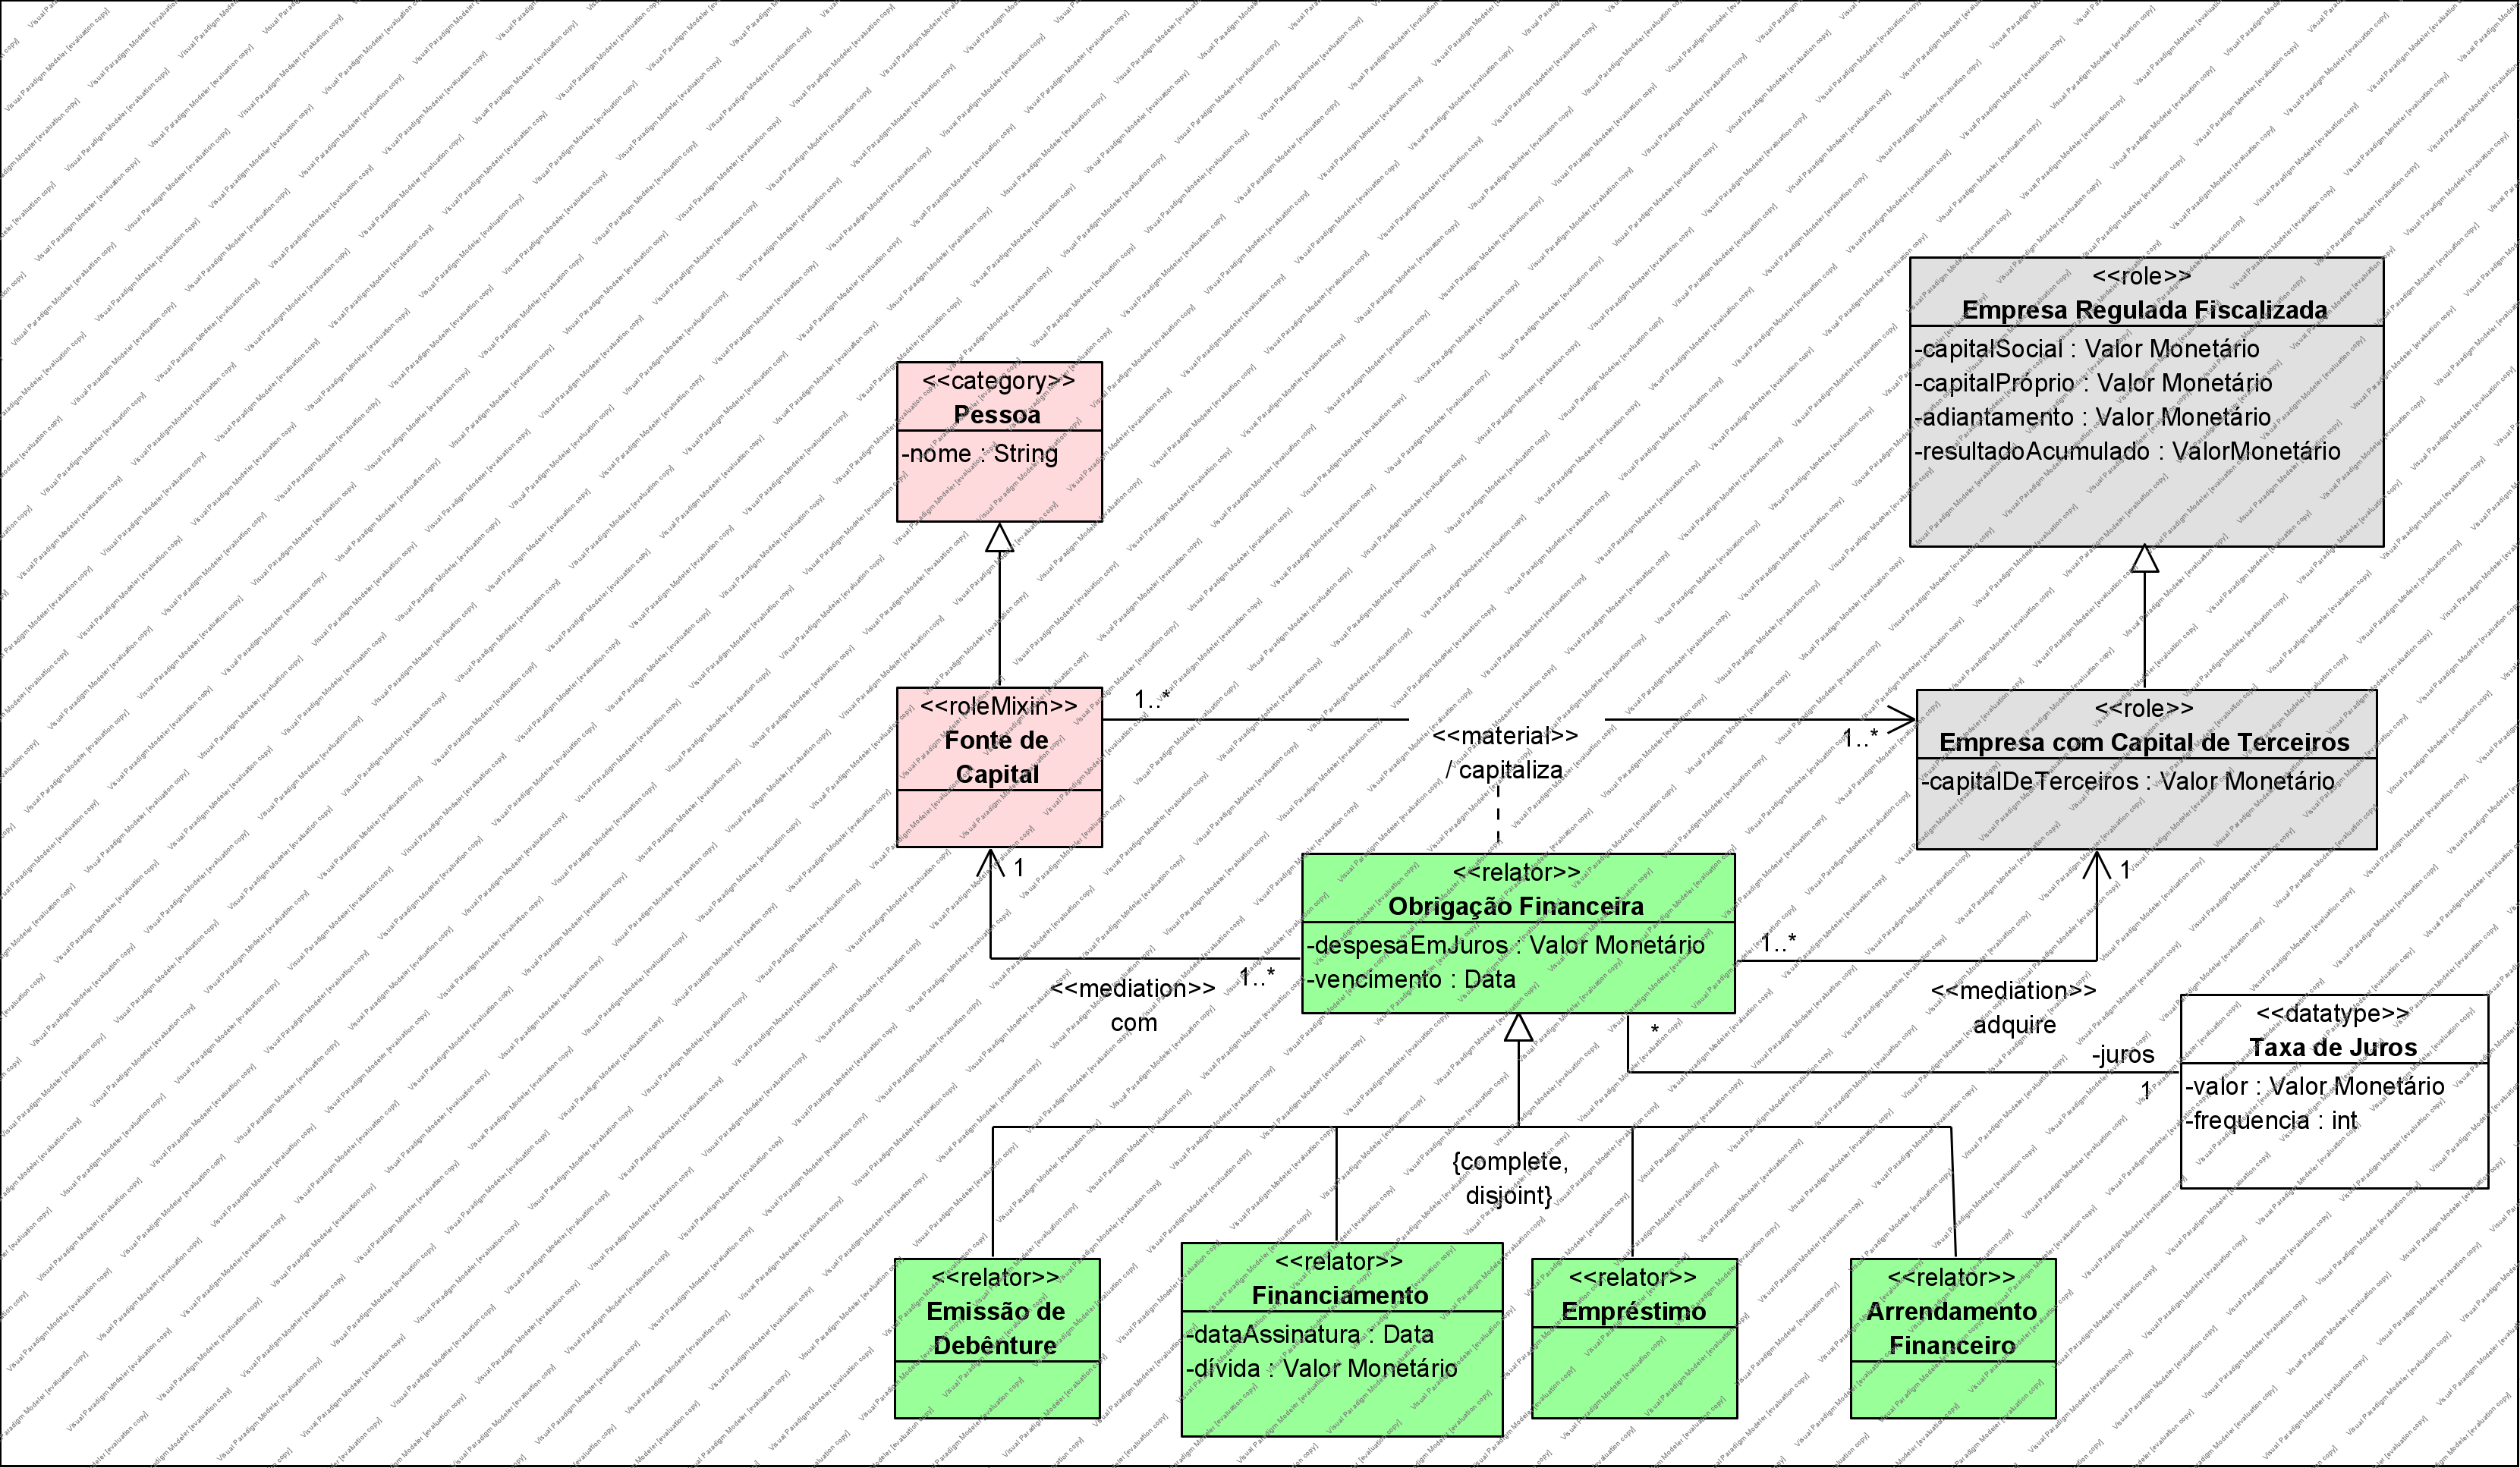 <<role>>
Empresa Regulada Fiscalizada
-capitalSocial : Valor Monetário
-capitalPróprio : Valor Monetário
-adiantamento : Valor Monetário
-resultadoAcumulado : ValorMonetário
<<category>>
Pessoa
-nome : String
<<roleMixin>>
Fonte de
Capital
1..*
<<material>>
/ capitaliza
1..*
<<role>>
Empresa com Capital de Terceiros
-capitalDeTerceiros : Valor Monetário
1
1
<<relator>>
Obrigação Financeira
-despesaEmJuros : Valor Monetário
-vencimento : Data
1..*
<<mediation>>
com
1..*
<<mediation>>
adquire
*
-juros
1
<<datatype>>
Taxa de Juros
-valor : Valor Monetário
-frequencia : int
{complete,
disjoint}
<<relator>>
Emissão de
Debênture
<<relator>>
Financiamento
-dataAssinatura : Data
-dívida : Valor Monetário
<<relator>>
Empréstimo
<<relator>>
Arrendamento
Financeiro
Visual Paradigm Modeler [evaluation copy]